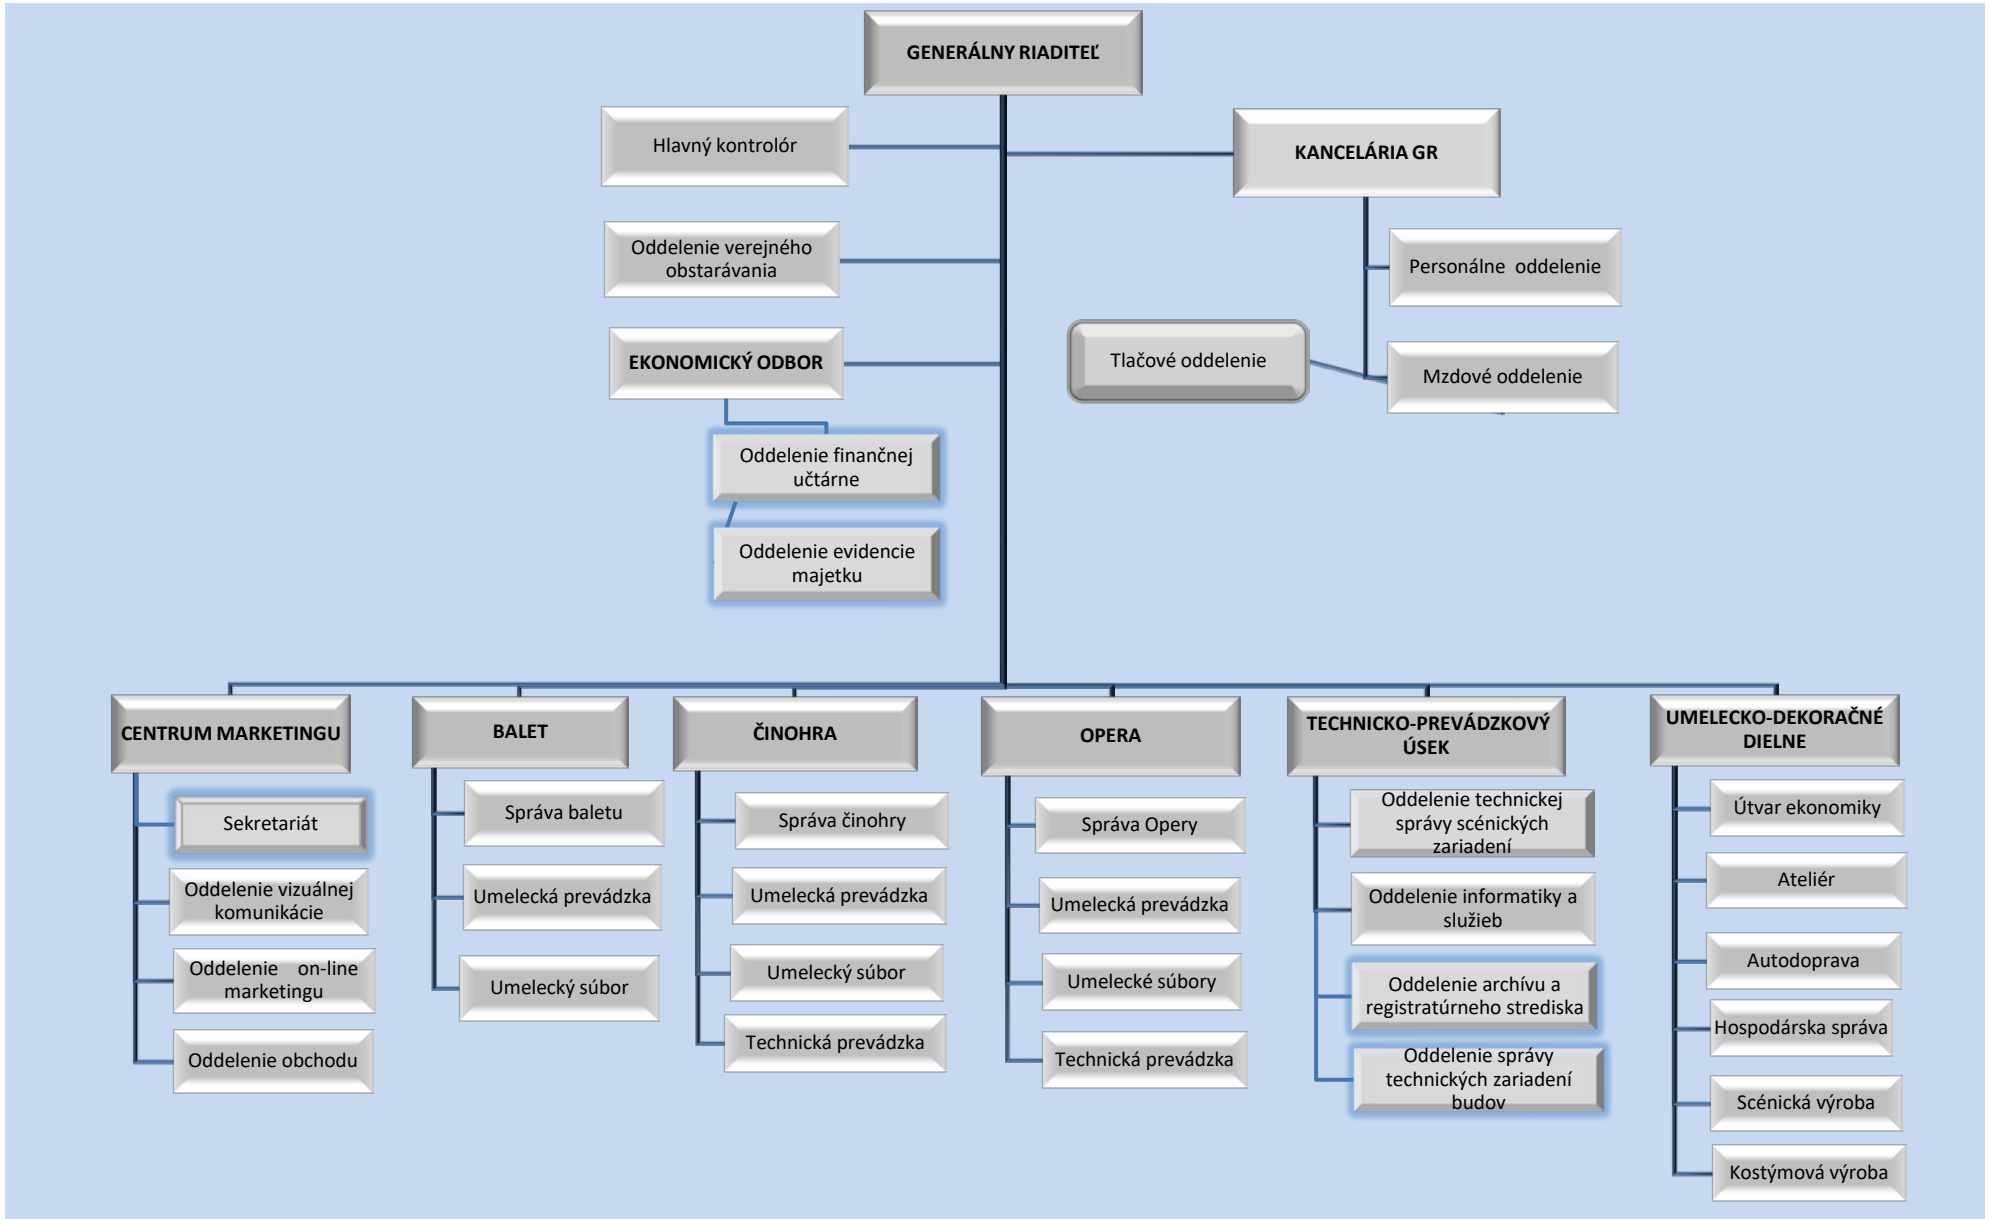 GENERÁLNY RIADITEĽ
Hlavný kontrolór
KANCELÁRIA GR
Oddelenie verejného
obstarávania
Personálne oddelenie
EKONOMICKÝ ODBOR
Tlačové oddelenie
Mzdové oddelenie
Oddelenie finančnej
učtárne
Oddelenie evidencie
majetku
CENTRUM MARKETINGU
Sekretariát
Oddelenie vizuálnej
komunikácie
Oddelenie on-line
marketingu
Oddelenie obchodu
BALET
Správa baletu
Umelecká prevádzka
Umelecký súbor
ČINOHRA
Správa činohry
Umelecká prevádzka
Umelecký súbor
Technická prevádzka
OPERA
Správa Opery
Umelecká prevádzka
Umelecké súbory
Technická prevádzka
TECHNICKO-PREVÁDZKOVÝ
ÚSEK
Oddelenie technickej
správy scénických
zariadení
Oddelenie informatiky a
služieb
Oddelenie archívu a
registratúrneho strediska
Oddelenie správy
technických zariadení
budov
UMELECKO-DEKORAČNÉ
DIELNE
Útvar ekonomiky
Ateliér
Autodoprava
Hospodárska správa
Scénická výroba
Kostýmová výroba